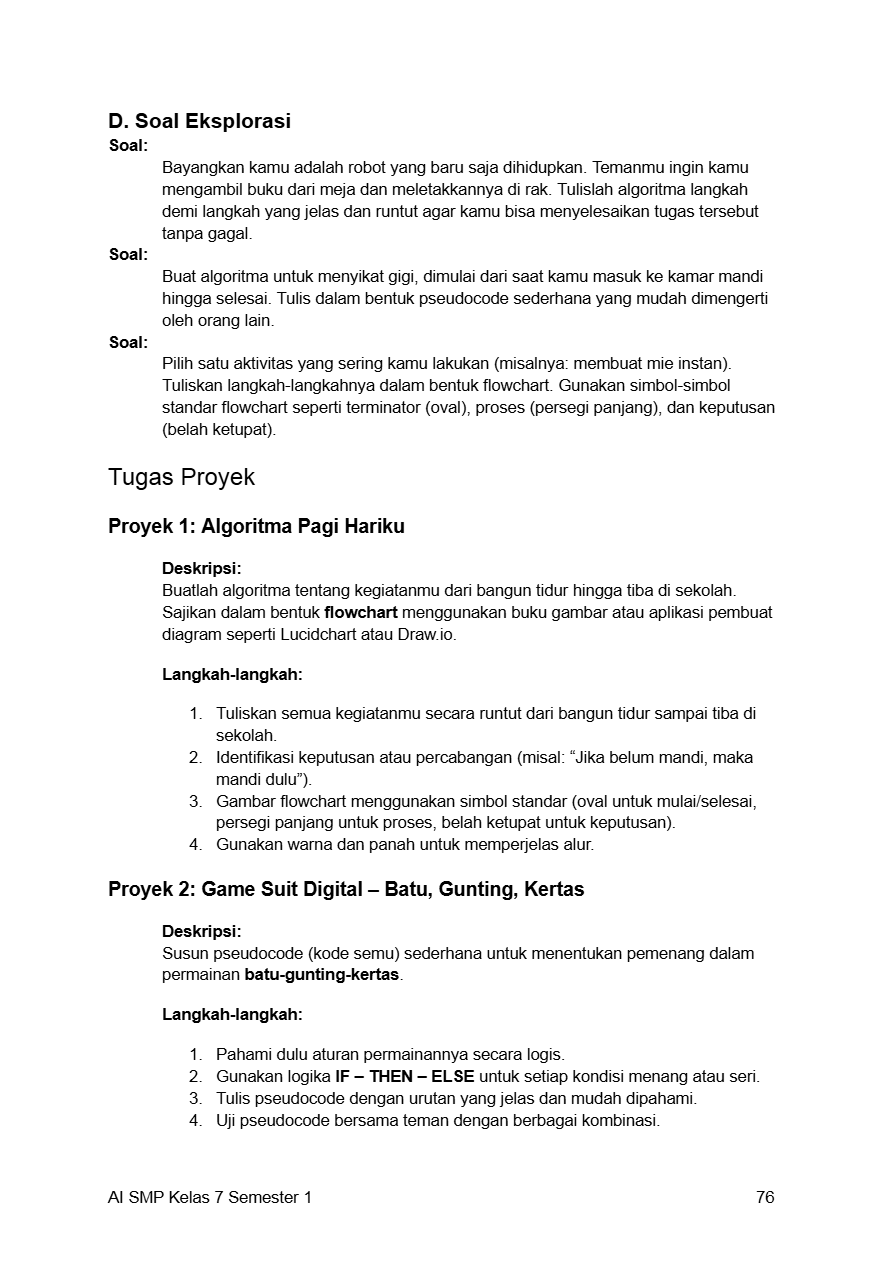 D. Soal Eksplorasi
Soal:
Bayangkan kamu adalah robot yang baru saja dihidupkan. Temanmu ingin kamu
mengambil buku dari meja dan meletakkannya di rak. Tulislah algoritma langkah
demi langkah yang jelas dan runtut agar kamu bisa menyelesaikan tugas tersebut
tanpa gagal.
Soal:
Buat algoritma untuk menyikat gigi, dimulai dari saat kamu masuk ke kamar mandi
hingga selesai. Tulis dalam bentuk pseudocode sederhana yang mudah dimengerti
oleh orang lain.
Soal:
Pilih satu aktivitas yang sering kamu lakukan (misalnya: membuat mie instan).
Tuliskan langkah-langkahnya dalam bentuk flowchart. Gunakan simbol-simbol
standar flowchart seperti terminator (oval), proses (persegi panjang), dan keputusan
(belah ketupat).
Tugas Proyek
Proyek 1: Algoritma Pagi Hariku
Deskripsi:
Buatlah algoritma tentang kegiatanmu dari bangun tidur hingga tiba di sekolah.
Sajikan dalam bentuk flowchart menggunakan buku gambar atau aplikasi pembuat
diagram seperti Lucidchart atau Draw.io.
Langkah-langkah:
1. Tuliskan semua kegiatanmu secara runtut dari bangun tidur sampai tiba di
sekolah.
2. Identifikasi keputusan atau percabangan (misal: “Jika belum mandi, maka
mandi dulu”).
3. Gambar flowchart menggunakan simbol standar (oval untuk mulai/selesai,
persegi panjang untuk proses, belah ketupat untuk keputusan).
4. Gunakan warna dan panah untuk memperjelas alur.
Proyek 2: Game Suit Digital – Batu, Gunting, Kertas
Deskripsi:
Susun pseudocode (kode semu) sederhana untuk menentukan pemenang dalam
permainan batu-gunting-kertas.
Langkah-langkah:
1. Pahami dulu aturan permainannya secara logis.
2. Gunakan logika IF – THEN – ELSE untuk setiap kondisi menang atau seri.
3. Tulis pseudocode dengan urutan yang jelas dan mudah dipahami.
4. Uji pseudocode bersama teman dengan berbagai kombinasi.
AI SMP Kelas 7 Semester 1 76